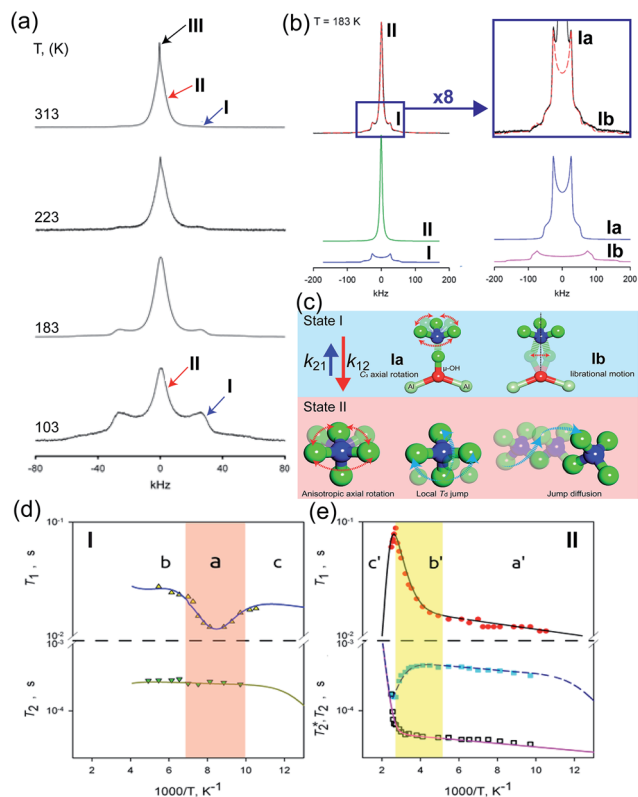 (a)
T, (K)
III
II
I
313
223
183
II
I
103
-80 -40 0 40 80
kHz
(b)
T = 183 K
II
I
x8
Ia
Ib
II
I
Ia
Ib
-200 -100 0 100 200
kHz
-200 -100 0 100 200
kHz
(c)
State I
k21 k12
Ia
C3 axial rotation
μ-OH
Al Al
Ib
librational motion
State II
Anisotropic axial rotation
Local Td jump
Jump diffusion
(d)
I
b a c
T1, s
10-1
10-2
10-3
T2, s
10-4
2 4 6 8 10 12
1000/T, K-1
(e)
II
c' b' a'
T1, s
10-1
10-2
10-3
T2*,T2, s
10-4
2 4 6 8 10 12
1000/T, K-1